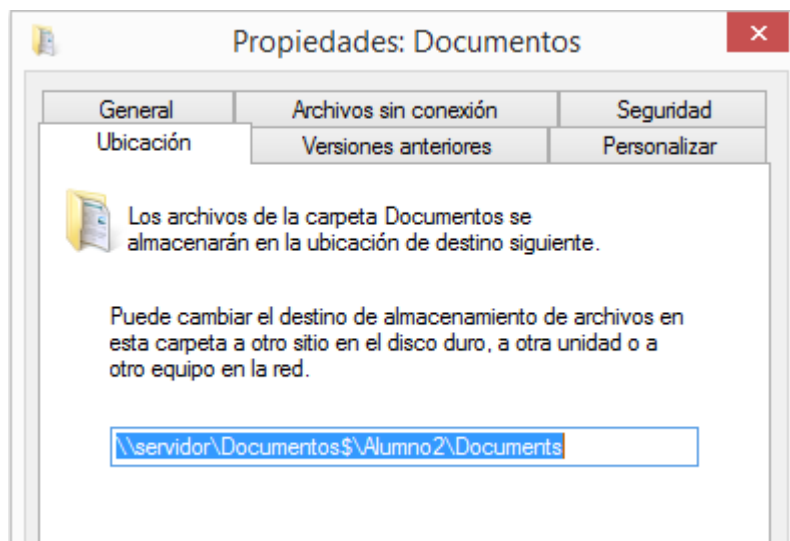 Propiedades: Documentos
General Archivos sin conexión Seguridad
Ubicación Versiones anteriores Personalizar
Los archivos de la carpeta Documentos se
almacenarán en la ubicación de destino siguiente.
Puede cambiar el destino de almacenamiento de archivos en
esta carpeta a otro sitio en el disco duro, a otra unidad o a
otro equipo en la red.
\\servidor\Documentos$\Alumno2\Documents